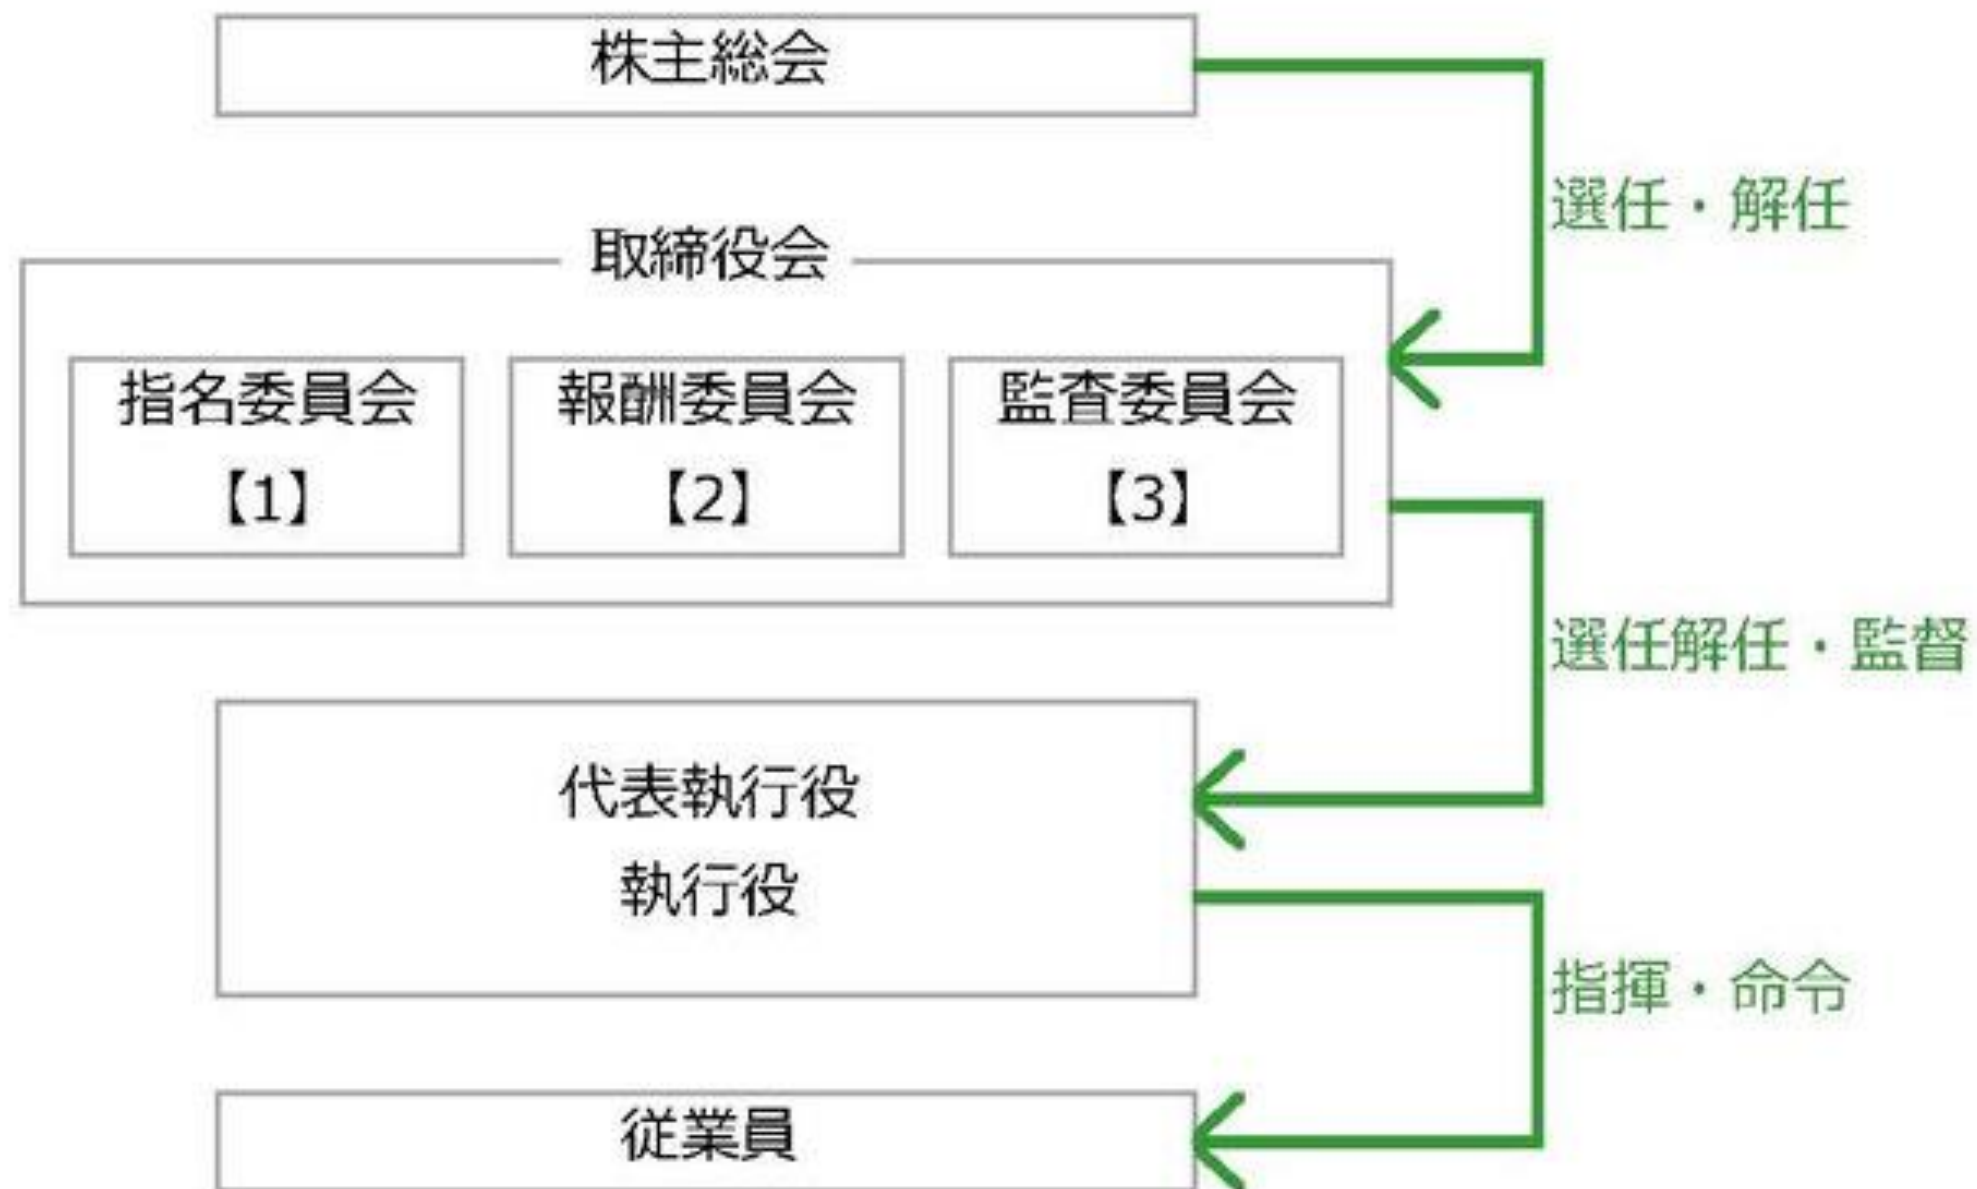 株主総会
選任・解任
取締役会
指名委員会
【1】
報酬委員会
【2】
監査委員会
【3】
選任解任・監督
代表執行役
執行役
指揮・命令
従業員